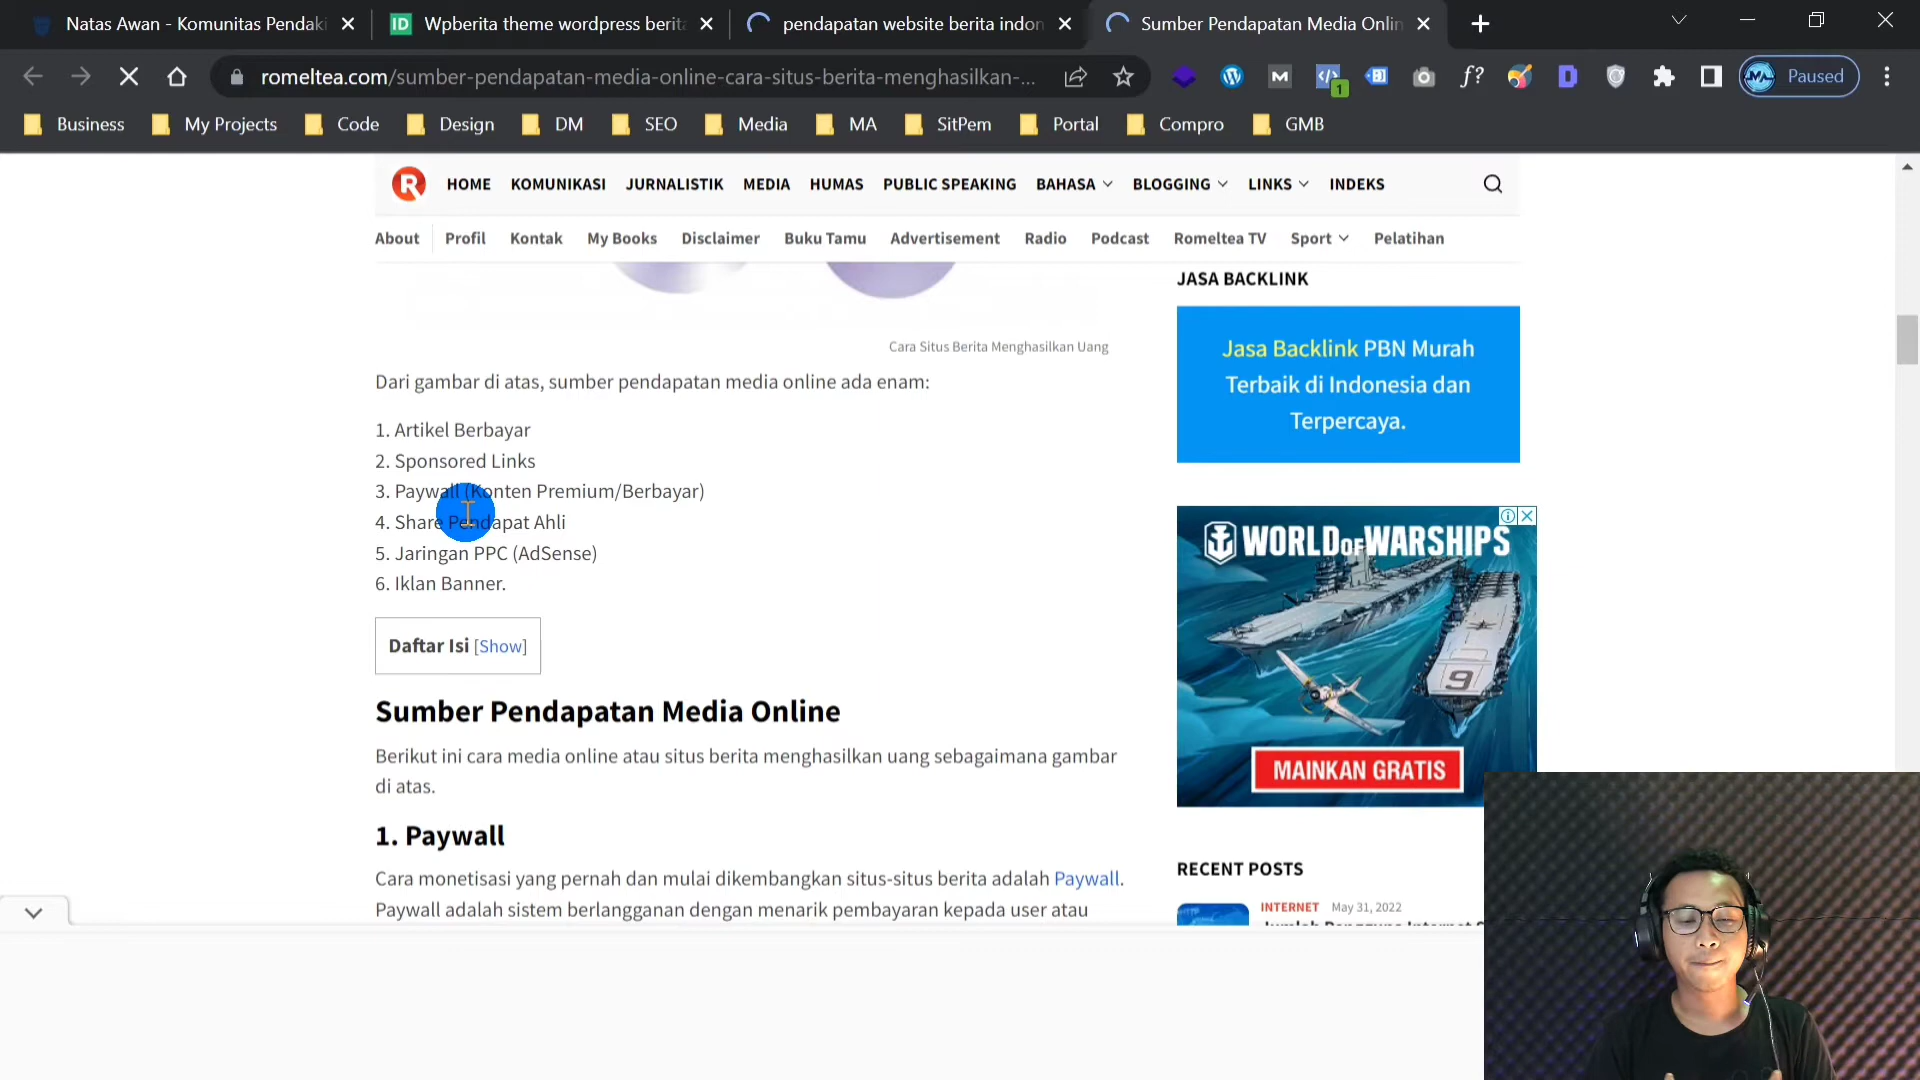 Natas Awan - Komunitas Pendaki
ID Wpberita theme wordpress berita
pendapatan website berita indon
Sumber Pendapatan Media Onlin
romeltea.com/sumber-pendapatan-media-online-cara-situs-berita-menghasilkan-...
1
f?
Paused
Business
My Projects
Code
Design
DM
SEO
Media
MA
SitPem
Portal
Compro
GMB
R HOME KOMUNIKASI JURNALISTIK MEDIA HUMAS PUBLIC SPEAKING BAHASA BLOGGING LINKS INDEKS
About Profil Kontak My Books Disclaimer Buku Tamu Advertisement Radio Podcast Romeltea TV Sport Pelatihan
Cara Situs Berita Menghasilkan Uang
Dari gambar di atas, sumber pendapatan media online ada enam:
1. Artikel Berbayar
2. Sponsored Links
3. Paywall (Konten Premium/Berbayar)
4. Share Pendapat Ahli
5. Jaringan PPC (AdSense)
6. Iklan Banner.
Daftar Isi [Show]
Sumber Pendapatan Media Online
Berikut ini cara media online atau situs berita menghasilkan uang sebagaimana gambar
di atas.
1. Paywall
Cara monetisasi yang pernah dan mulai dikembangkan situs-situs berita adalah Paywall.
Paywall adalah sistem berlangganan dengan menarik pembayaran kepada user atau
JASA BACKLINK
Jasa Backlink PBN Murah
Terbaik di Indonesia dan
Terpercaya.
WORLD OF WARSHIPS
9
MAINKAN GRATIS
RECENT POSTS
INTERNET May 31, 2022